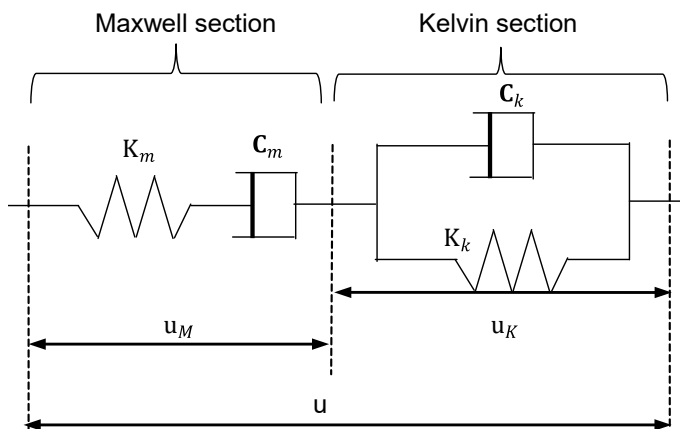 Maxwell section
Kelvin section
K_m
C_m
C_k
K_k
u_M
u_K
u